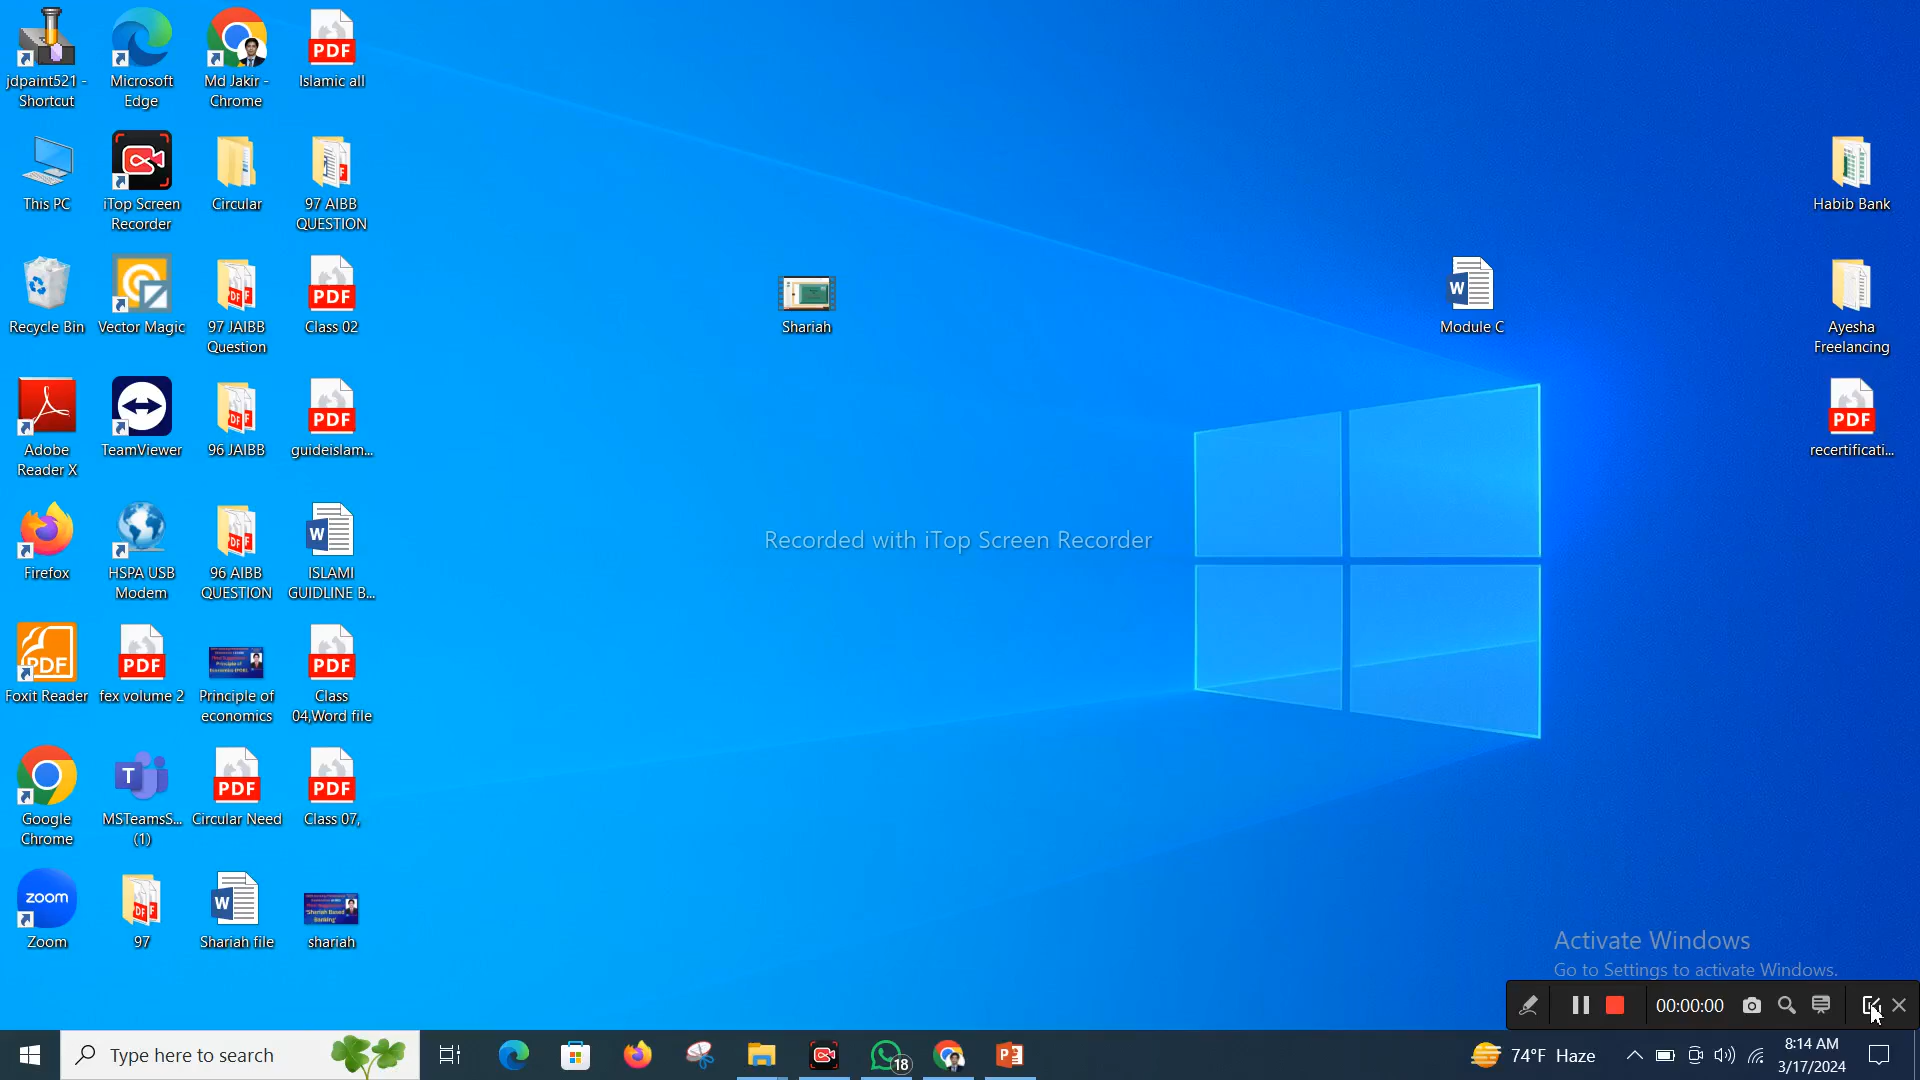 jdpaint521 -
Shortcut
Microsoft
Edge
Md Jakir -
Chrome
PDF
Islamic all
This PC
iTop Screen
Recorder
Circular
97 AIBB
QUESTION
Habib Bank
Recycle Bin
Vector Magic
97 JAIBB
Question
PDF
Class 02
Shariah
W
Module C
Ayesha
Freelancing
Adobe
Reader X
TeamViewer
96 JAIBB
PDF
guideislam...
PDF
recertificati...
Firefox
HSPA USB
Modem
96 AIBB
QUESTION
W
ISLAMI
GUIDLINE B...
Recorded with iTop Screen Recorder
PDF
Foxit Reader
PDF
fex volume 2
Principle of
economics
PDF
Class
04,Word file
Google
Chrome
T
MSTeamsS...
(1)
PDF
Circular Need
PDF
Class 07,
zoom
Zoom
97
W
Shariah file
shariah
Activate Windows
Go to Settings to activate Windows.
00:00:00
Type here to search
18
74°F Haze
8:14 AM
3/17/2024